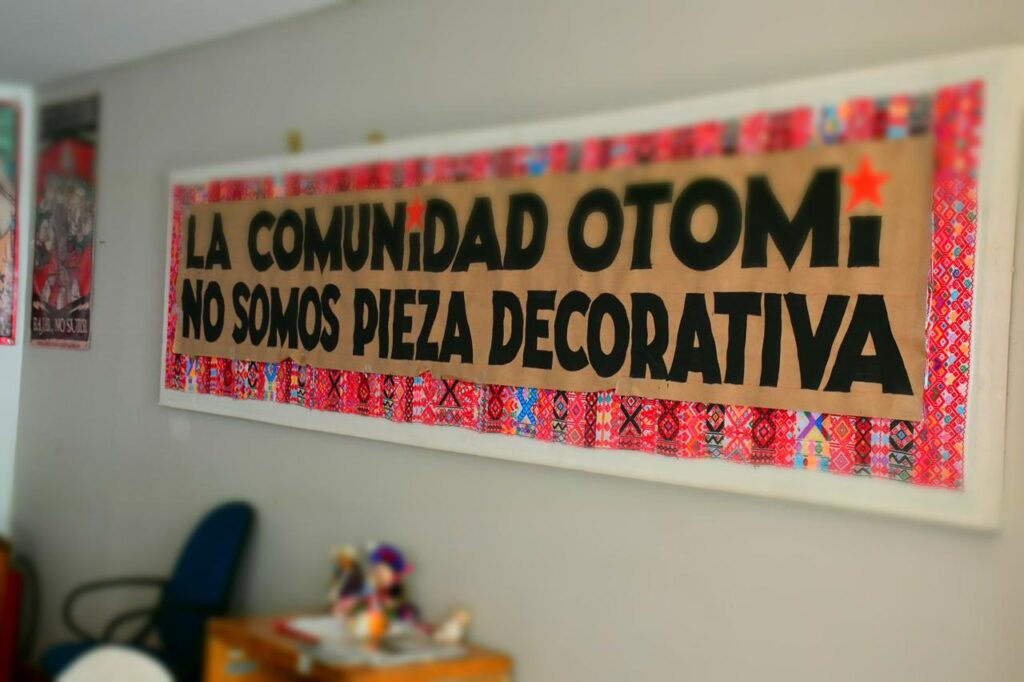 LA COMUNiDAD OTOMi
NO SOMOS PIEZA DECORATIVA